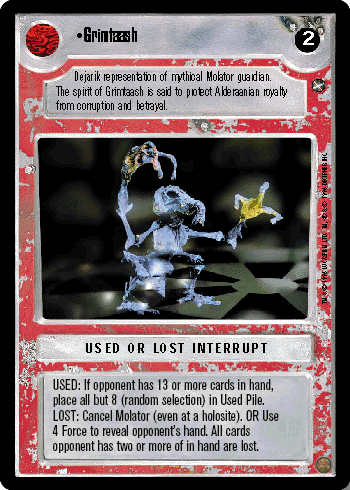 •Grimtaash
2
Dejarik representation of mythical Molator guardian.
The spirit of Grimtaash is said to protect Alderaanian royalty
from corruption and betrayal.
USED OR LOST INTERRUPT
USED: If opponent has 13 or more cards in hand,
place all but 8 (random selection) in Used Pile.
LOST: Cancel Molator (even at a holosite). OR Use
4 Force to reveal opponent's hand. All cards
opponent has two or more of in hand are lost.